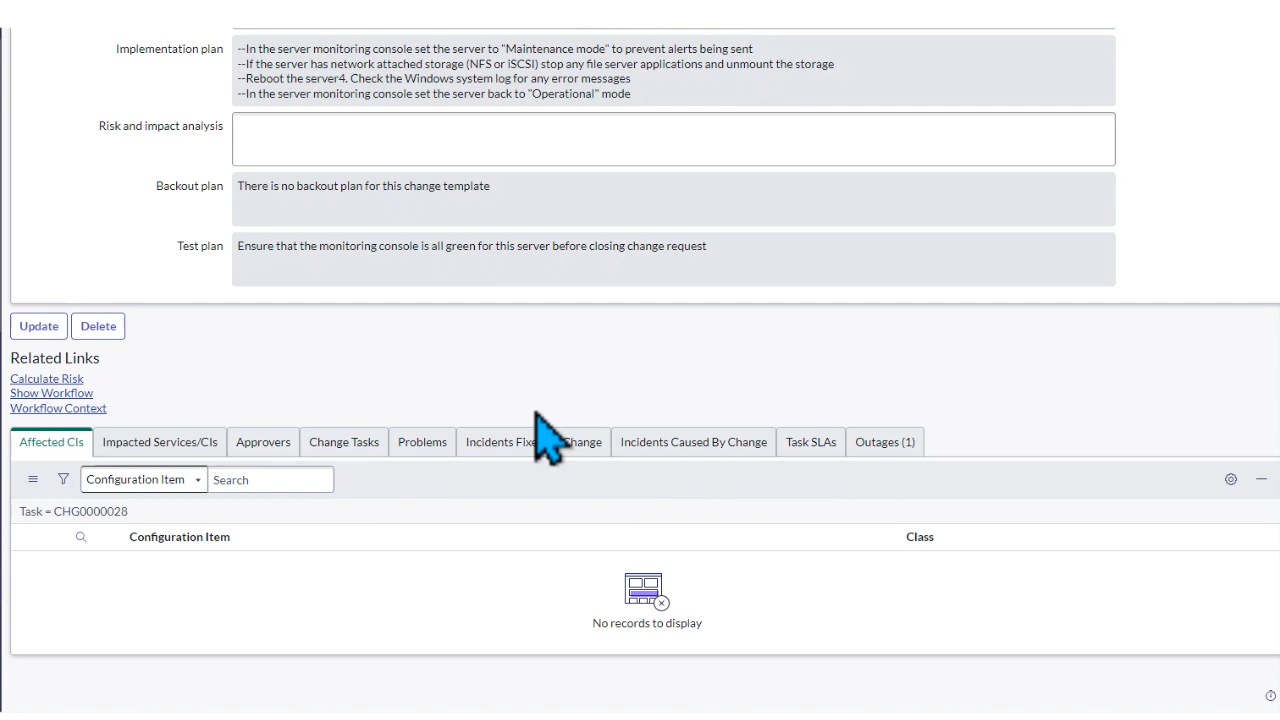 Implementation plan
--In the server monitoring console set the server to "Maintenance mode" to prevent alerts being sent
--If the server has network attached storage (NFS or iSCSI) stop any file server applications and unmount the storage
--Reboot the server4. Check the Windows system log for any error messages
--In the server monitoring console set the server back to "Operational" mode
Risk and impact analysis
Backout plan
There is no backout plan for this change template
Test plan
Ensure that the monitoring console is all green for this server before closing change request
Update Delete
Related Links
Calculate Risk
Show Workflow
Workflow Context
Affected CIs Impacted Services/CIs Approvers Change Tasks Problems Incidents Change Incidents Caused By Change Task SLAs Outages (1)
Configuration Item Search
Task = CHG0000028
Configuration Item Class
No records to display